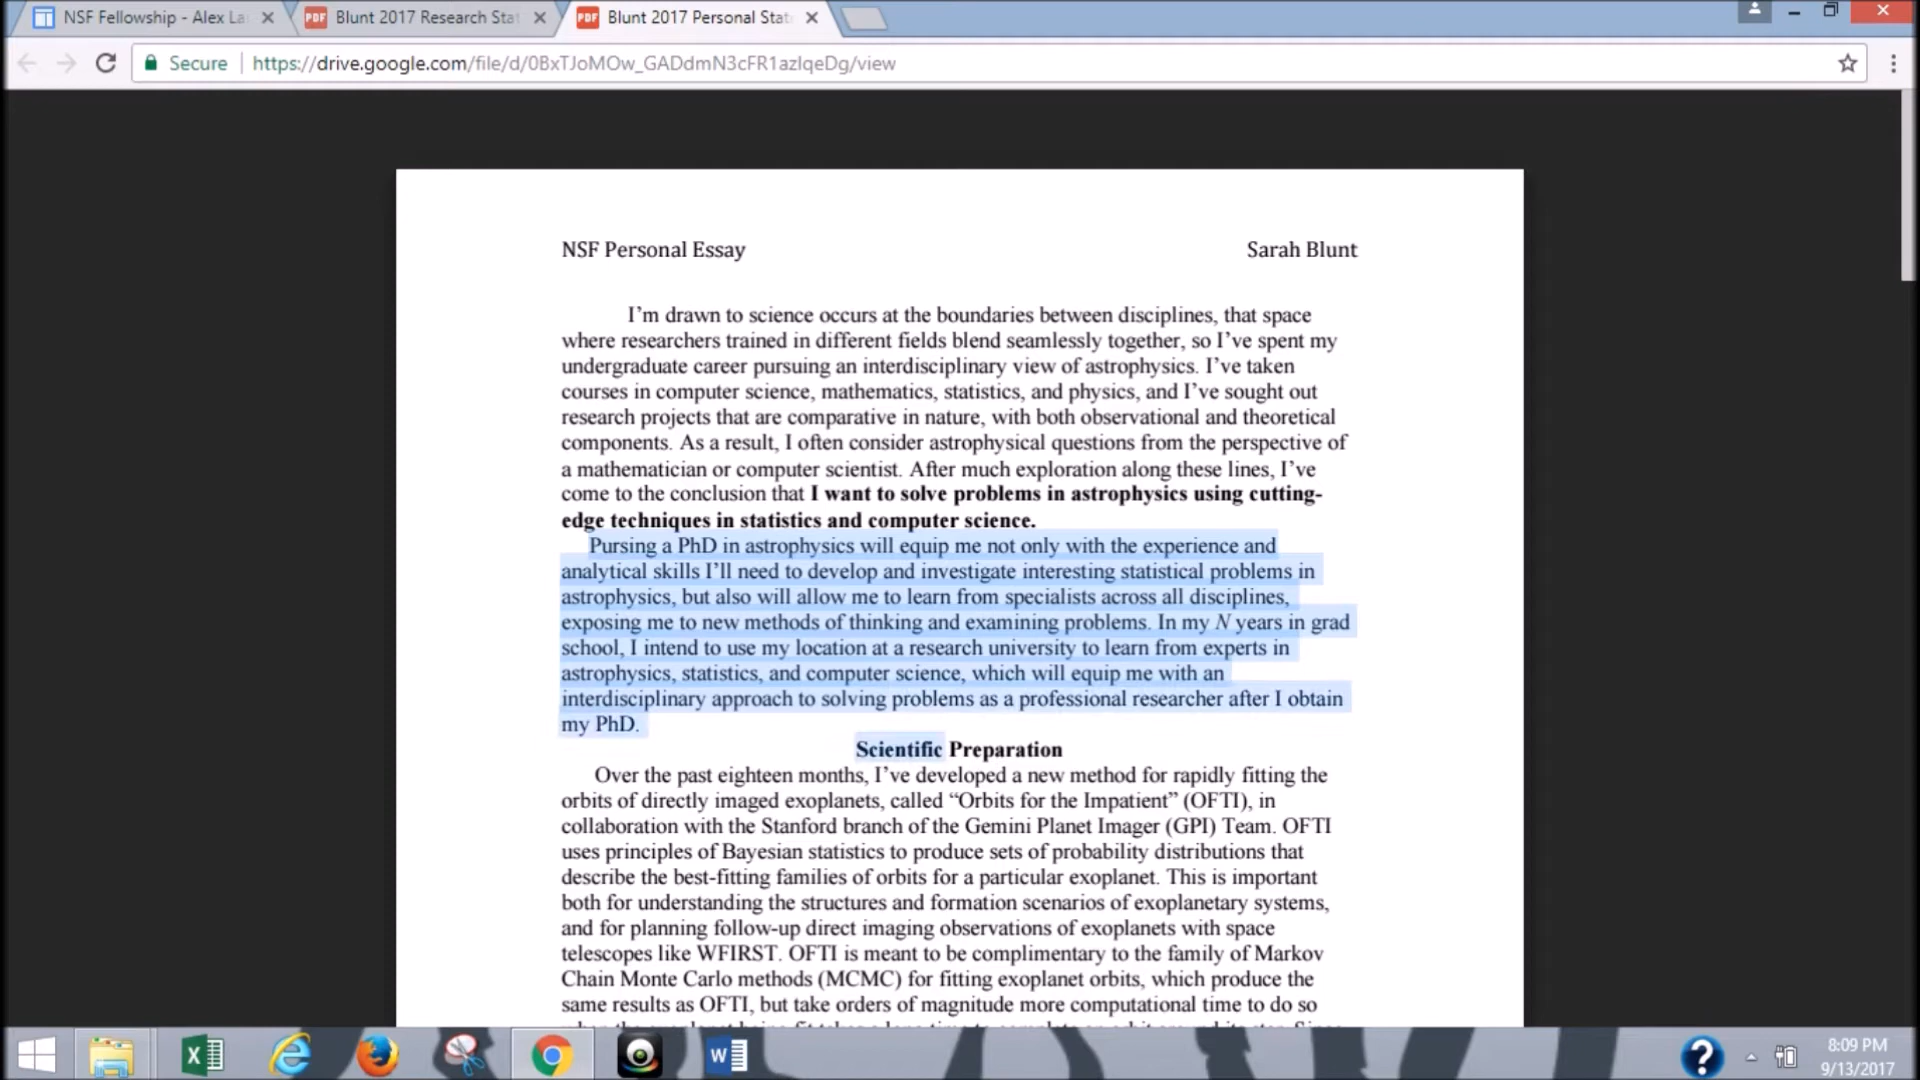 NSF Fellowship - Alex La
Blunt 2017 Research Sta
Blunt 2017 Personal Stat
Secure
https://drive.google.com/file/d/0BxTJoMOw_GADdmN3cFR1azlqeDg/view
NSF Personal Essay Sarah Blunt
I’m drawn to science occurs at the boundaries between disciplines, that space
where researchers trained in different fields blend seamlessly together, so I’ve spent my
undergraduate career pursuing an interdisciplinary view of astrophysics. I’ve taken
courses in computer science, mathematics, statistics, and physics, and I’ve sought out
research projects that are comparative in nature, with both observational and theoretical
components. As a result, I often consider astrophysical questions from the perspective of
a mathematician or computer scientist. After much exploration along these lines, I’ve
come to the conclusion that I want to solve problems in astrophysics using cutting-
edge techniques in statistics and computer science.
Pursing a PhD in astrophysics will equip me not only with the experience and
analytical skills I’ll need to develop and investigate interesting statistical problems in
astrophysics, but also will allow me to learn from specialists across all disciplines,
exposing me to new methods of thinking and examining problems. In my N years in grad
school, I intend to use my location at a research university to learn from experts in
astrophysics, statistics, and computer science, which will equip me with an
interdisciplinary approach to solving problems as a professional researcher after I obtain
my PhD.
Scientific Preparation
Over the past eighteen months, I’ve developed a new method for rapidly fitting the
orbits of directly imaged exoplanets, called “Orbits for the Impatient” (OFTI), in
collaboration with the Stanford branch of the Gemini Planet Imager (GPI) Team. OFTI
uses principles of Bayesian statistics to produce sets of probability distributions that
describe the best-fitting families of orbits for a particular exoplanet. This is important
both for understanding the structures and formation scenarios of exoplanetary systems,
and for planning follow-up direct imaging observations of exoplanets with space
telescopes like WFIRST. OFTI is meant to be complimentary to the family of Markov
Chain Monte Carlo methods (MCMC) for fitting exoplanet orbits, which produce the
same results as OFTI, but take orders of magnitude more computational time to do so
8:09 PM
9/13/2017